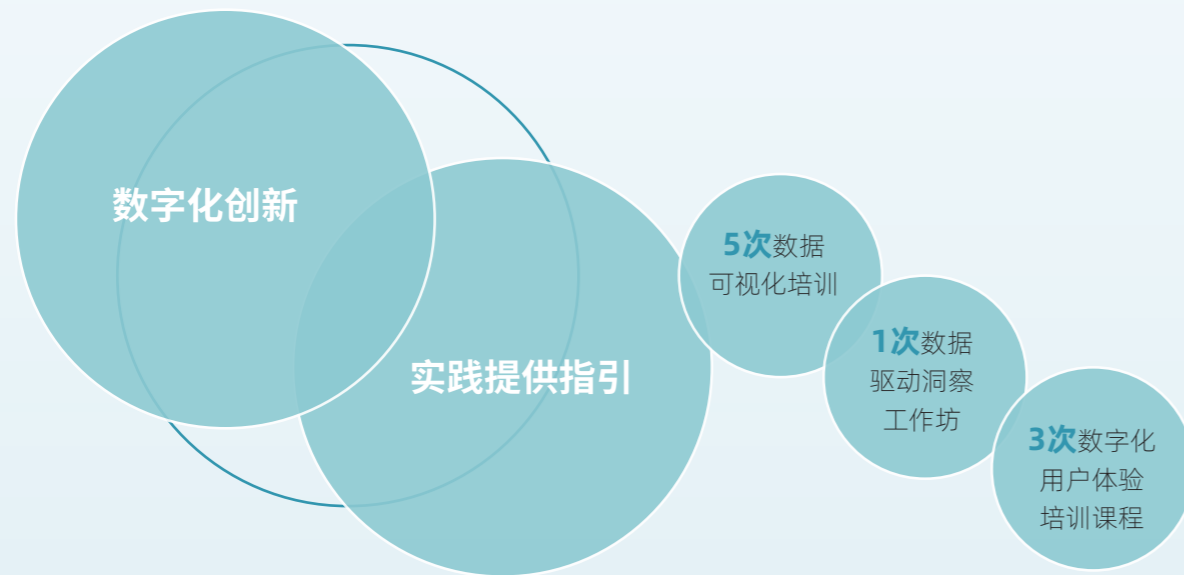 数字化创新
实践提供指引
5次数据
可视化培训
1次数据
驱动洞察
工作坊
3次数字化
用户体验
培训课程